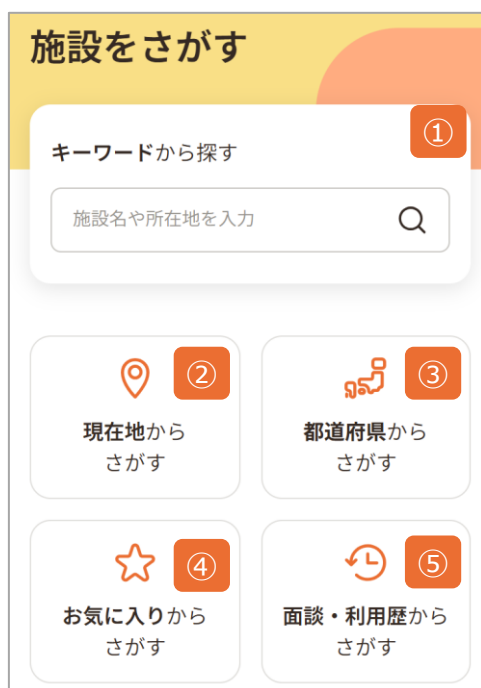 施設をさがす
①
キーワードから探す
施設名や所在地を入力
②
現在地から
さがす
③
都道府県から
さがす
④
お気に入りから
さがす
⑤
面談・利用歴から
さがす